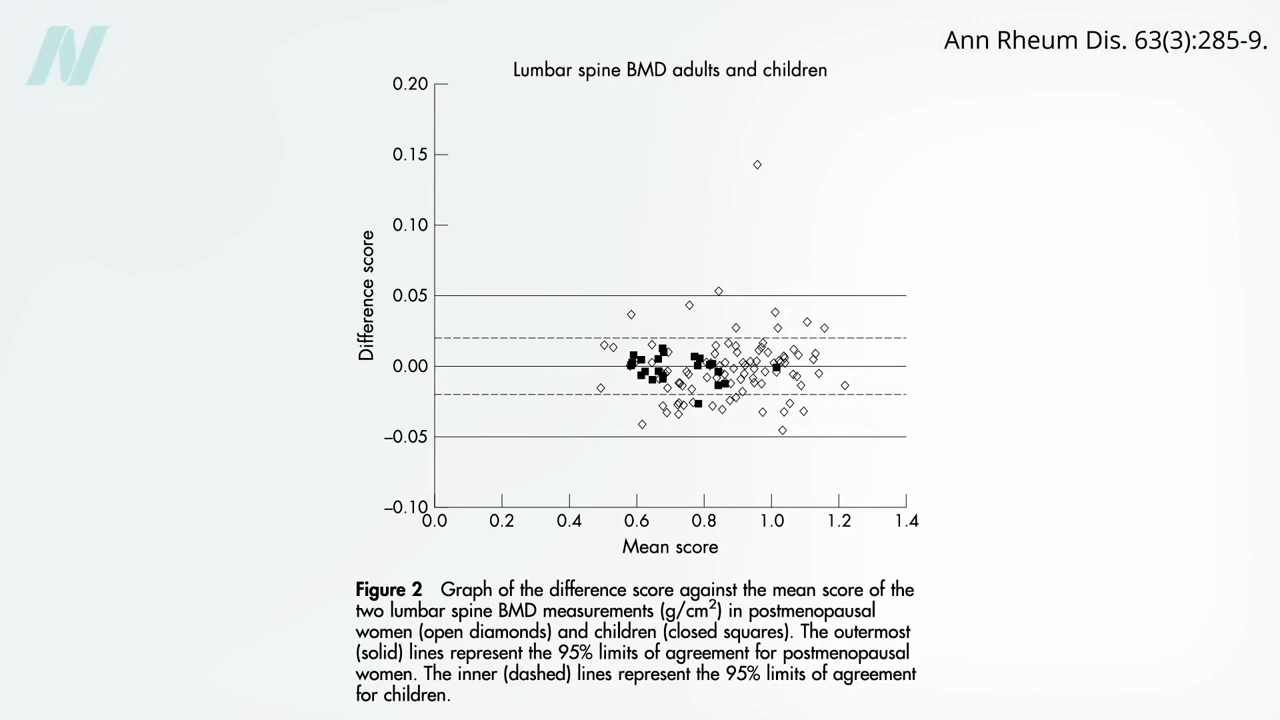 Ann Rheum Dis. 63(3):285-9.
Lumbar spine BMD adults and children
0.20
0.15
0.10
0.05
0.00
–0.05
–0.10
Difference score
0.0 0.2 0.4 0.6 0.8 1.0 1.2 1.4
Mean score
Figure 2 Graph of the difference score against the mean score of the
two lumbar spine BMD measurements (g/cm²) in postmenopausal
women (open diamonds) and children (closed squares). The outermost
(solid) lines represent the 95% limits of agreement for postmenopausal
women. The inner (dashed) lines represent the 95% limits of agreement
for children.